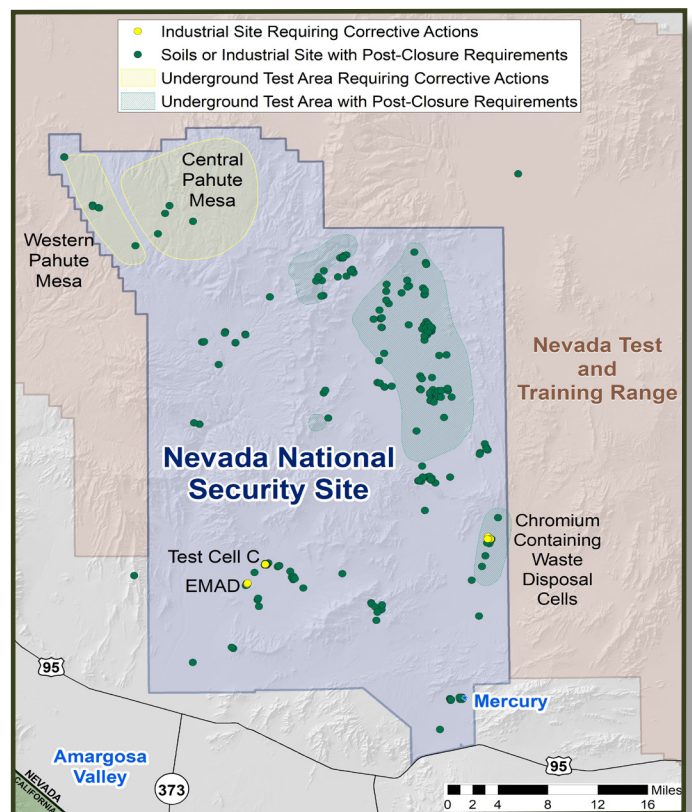 Industrial Site Requiring Corrective Actions
Soils or Industrial Site with Post-Closure Requirements
Underground Test Area Requiring Corrective Actions
Underground Test Area with Post-Closure Requirements
Central
Pahute
Mesa
Western
Pahute
Mesa
Nevada Test
and
Training Range
Nevada National
Security Site
Chromium
Containing
Waste
Disposal
Cells
Test Cell C
EMAD
95
Mercury
Amargosa
Valley
95
373
NEVADA
CALIFORNIA
Miles
0 2 4 8 12 16